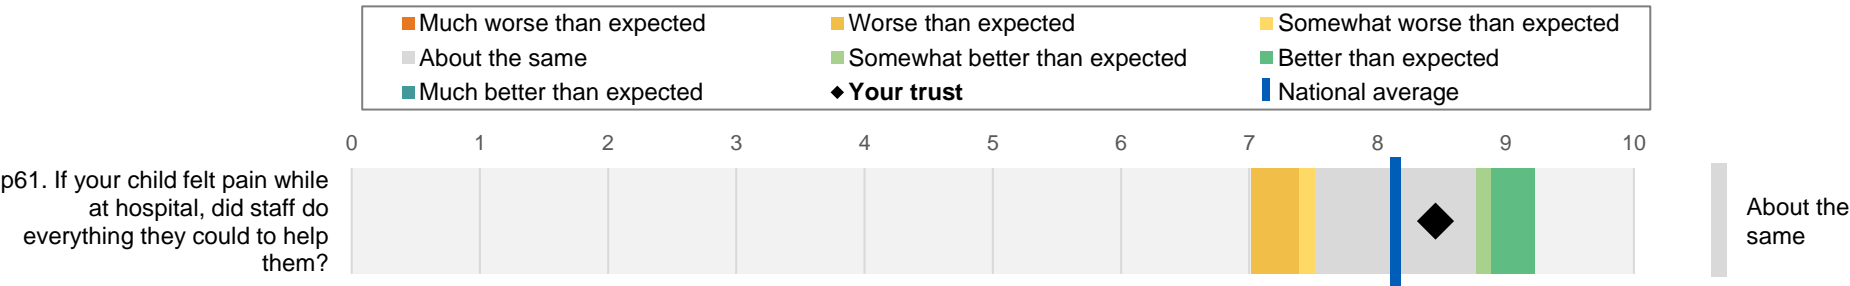 Much worse than expected Worse than expected Somewhat worse than expected
About the same Somewhat better than expected Better than expected
Much better than expected Your trust National average
0 1 2 3 4 5 6 7 8 9 10
p61. If your child felt pain while
at hospital, did staff do
everything they could to help
them?
About the
same